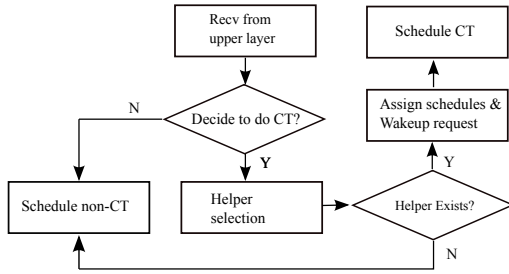 Recv from
upper layer
Schedule CT
N
Decide to do CT?
Assign schedules &
Wakeup request
Y
Y
Schedule non-CT
Helper
selection
Helper Exists?
N